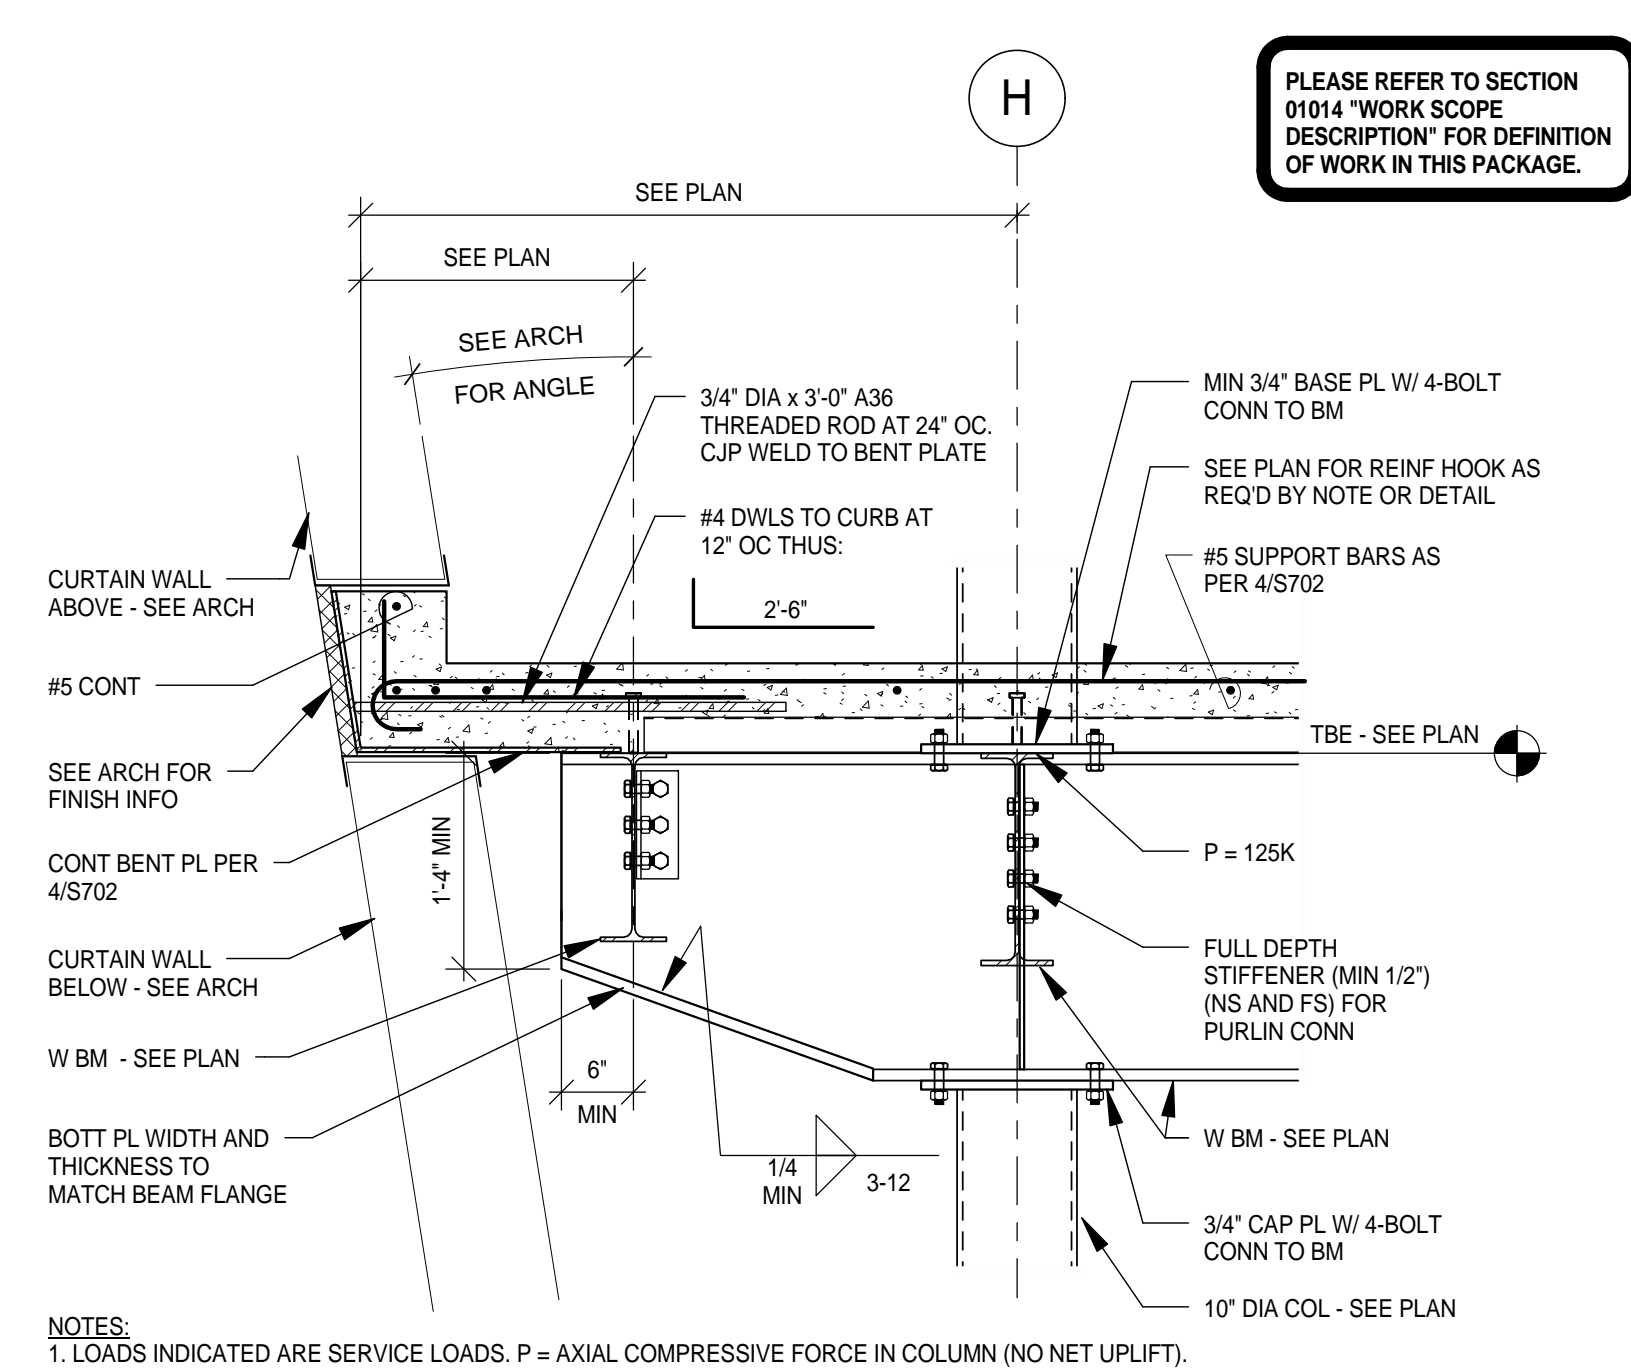 H
PLEASE REFER TO SECTION
01014 "WORK SCOPE
DESCRIPTION" FOR DEFINITION
OF WORK IN THIS PACKAGE.
SEE PLAN
SEE PLAN
SEE ARCH
FOR ANGLE
3/4" DIA x 3'-0" A36
THREADED ROD AT 24" OC.
CJP WELD TO BENT PLATE
#4 DWLS TO CURB AT
12" OC THUS:
2'-6"
MIN 3/4" BASE PL W/ 4-BOLT
CONN TO BM
SEE PLAN FOR REINF HOOK AS
REQ'D BY NOTE OR DETAIL
#5 SUPPORT BARS AS
PER 4/S702
TBE - SEE PLAN
P = 125K
FULL DEPTH
STIFFENER (MIN 1/2")
(NS AND FS) FOR
PURLIN CONN
W BM - SEE PLAN
3/4" CAP PL W/ 4-BOLT
CONN TO BM
10" DIA COL - SEE PLAN
CURTAIN WALL
ABOVE - SEE ARCH
#5 CONT
SEE ARCH FOR
FINISH INFO
CONT BENT PL PER
4/S702
CURTAIN WALL
BELOW - SEE ARCH
W BM - SEE PLAN
BOTT PL WIDTH AND
THICKNESS TO
MATCH BEAM FLANGE
1'-4" MIN
6"
MIN
1/4
MIN
3-12
NOTES:
1. LOADS INDICATED ARE SERVICE LOADS. P = AXIAL COMPRESSIVE FORCE IN COLUMN (NO NET UPLIFT).